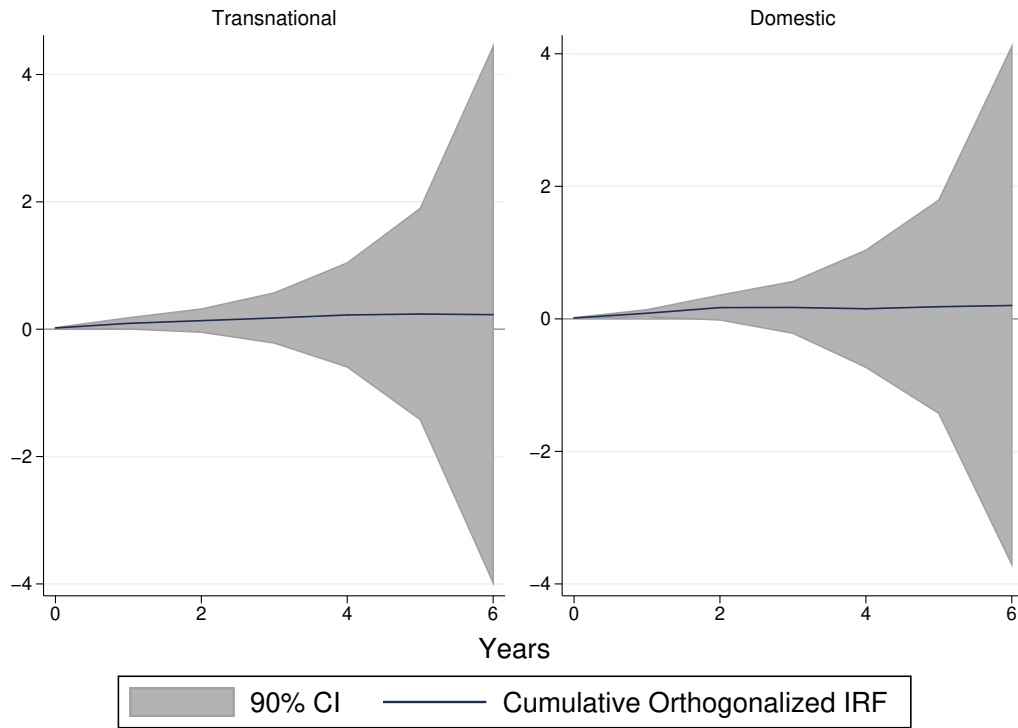 Transnational
4
2
0
−2
−4
0 2 4 6
Domestic
4
2
0
−2
−4
0 2 4 6
Years
90% CI Cumulative Orthogonalized IRF